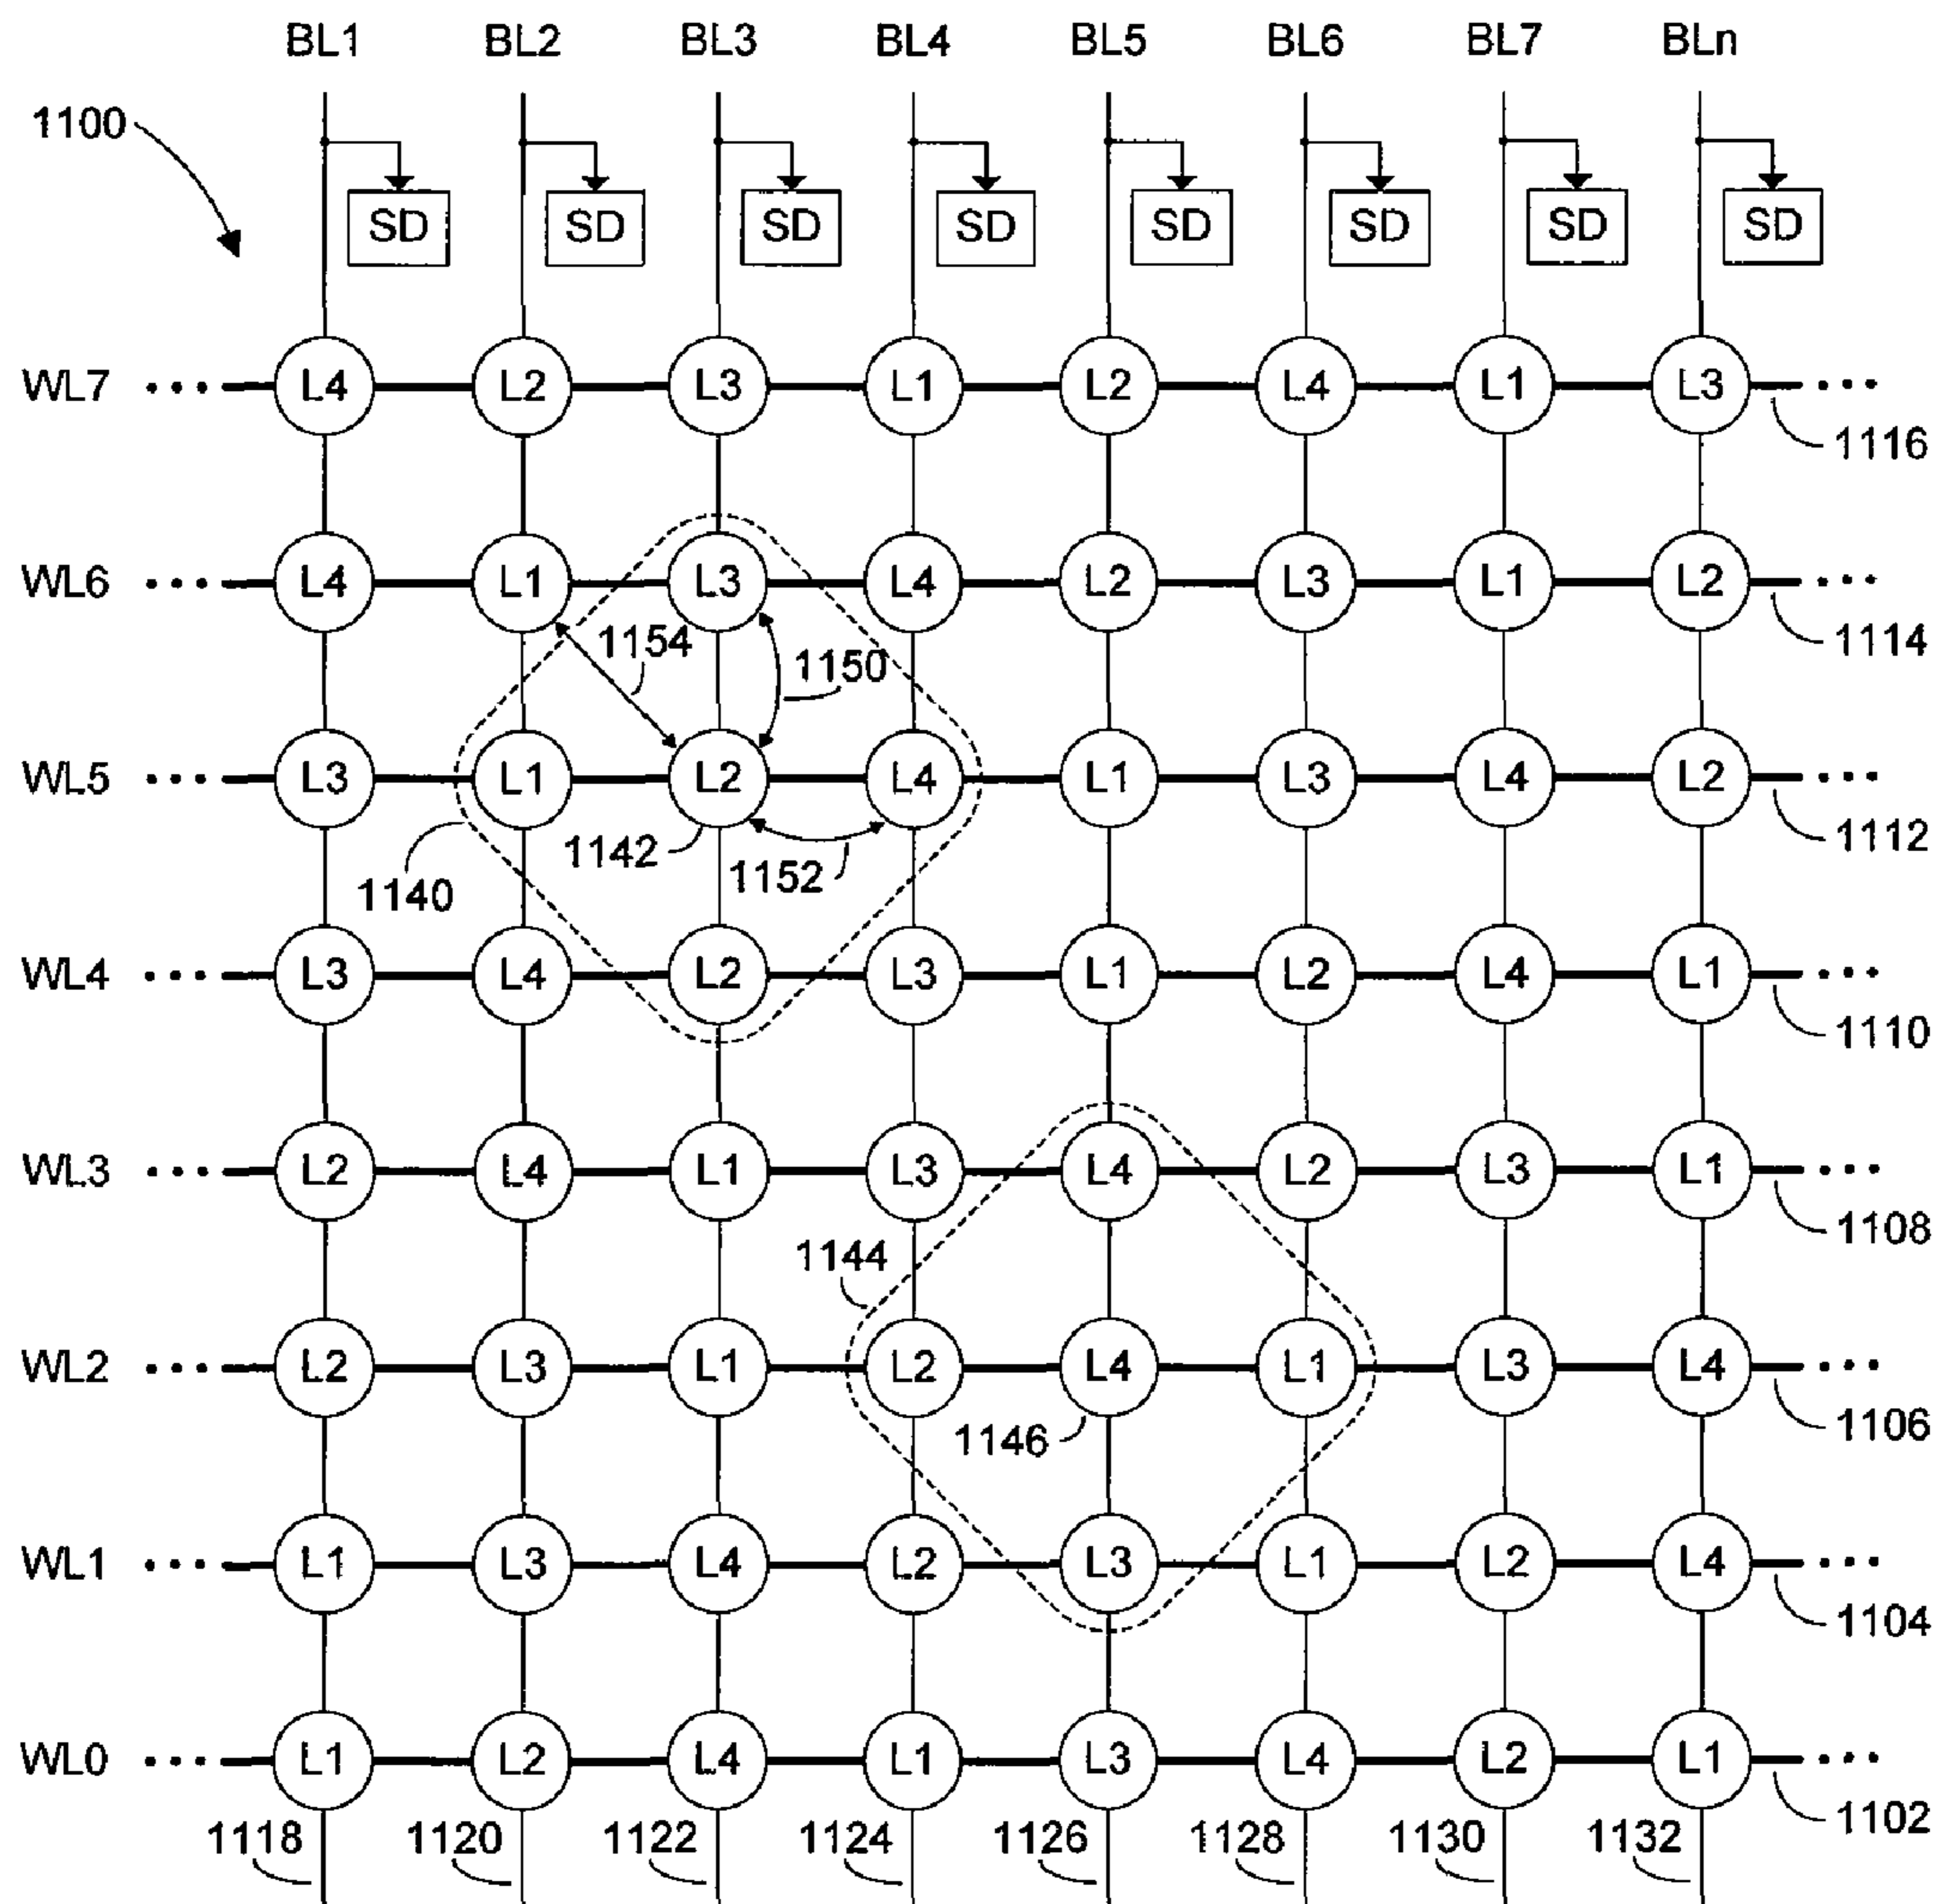 BL1 BL2 BL3 BL4 BL5 BL6 BL7 BLn
1100
SD SD SD SD SD SD SD SD
WL7 ••• L4 L2 L3 L1 L2 L4 L1 L3 •••
1116
WL6 ••• L4 L1 L3 L4 L2 L3 L1 L2 •••
1154 1150 1114
WL5 ••• L3 L1 L2 L4 L1 L3 L4 L2 •••
1140 1142 1152 1112
WL4 ••• L3 L4 L2 L3 L1 L2 L4 L1 •••
1110
WL3 ••• L2 L4 L1 L3 L4 L2 L3 L1 •••
1144 1108
WL2 ••• L2 L3 L1 L2 L4 L1 L3 L4 •••
1146 1106
WL1 ••• L1 L3 L4 L2 L3 L1 L2 L4 •••
1104
WL0 ••• L1 L2 L4 L1 L3 L4 L2 L1 •••
1102
1118 1120 1122 1124 1126 1128 1130 1132